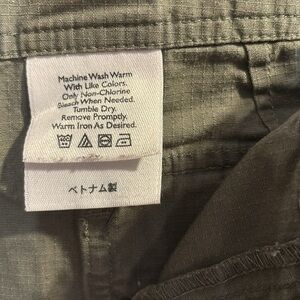 Machine Wash Warm
With Like Colors.
Only Non-Chlorine
Bleach When Needed.
Tumble Dry.
Remove Promptly.
Warm Iron As Desired.
ベトナム製